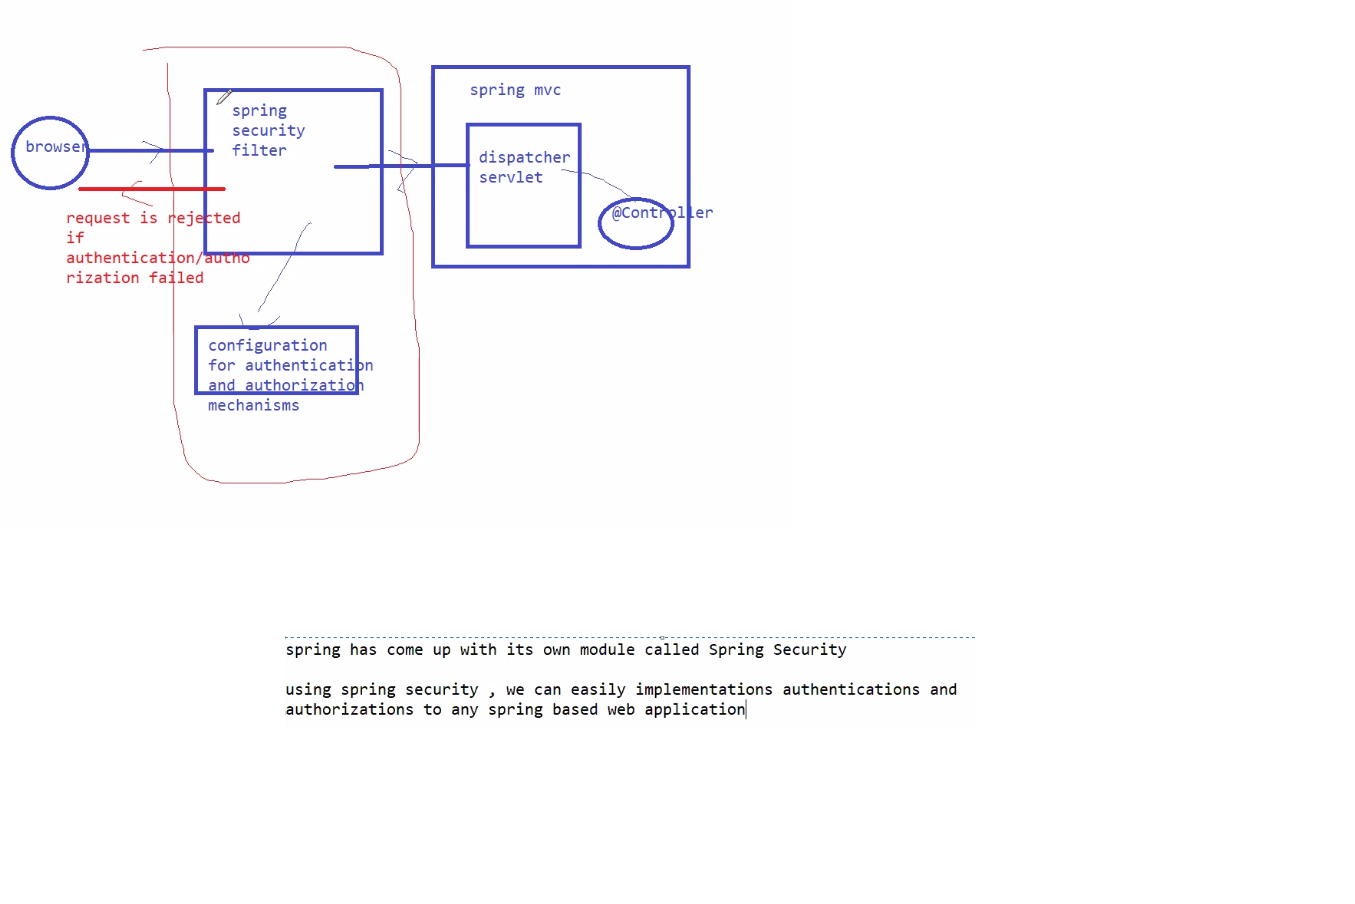 browser
spring
security
filter
spring mvc
dispatcher
servlet
@Controller
request is rejected
if
authentication/autho
rization failed
configuration
for authentication
and authorization
mechanisms
spring has come up with its own module called Spring Security
using spring security , we can easily implementations authentications and
authorizations to any spring based web application